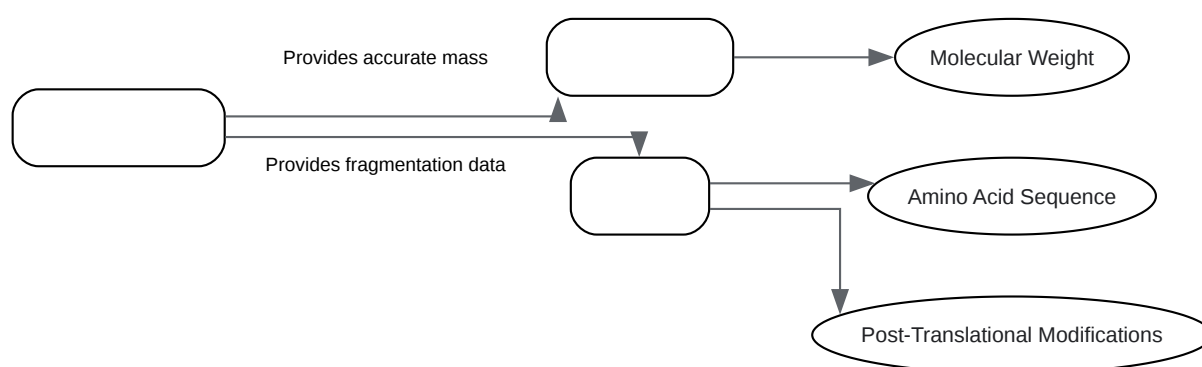 Provides accurate mass
Molecular Weight
Provides fragmentation data
Amino Acid Sequence
Post-Translational Modifications